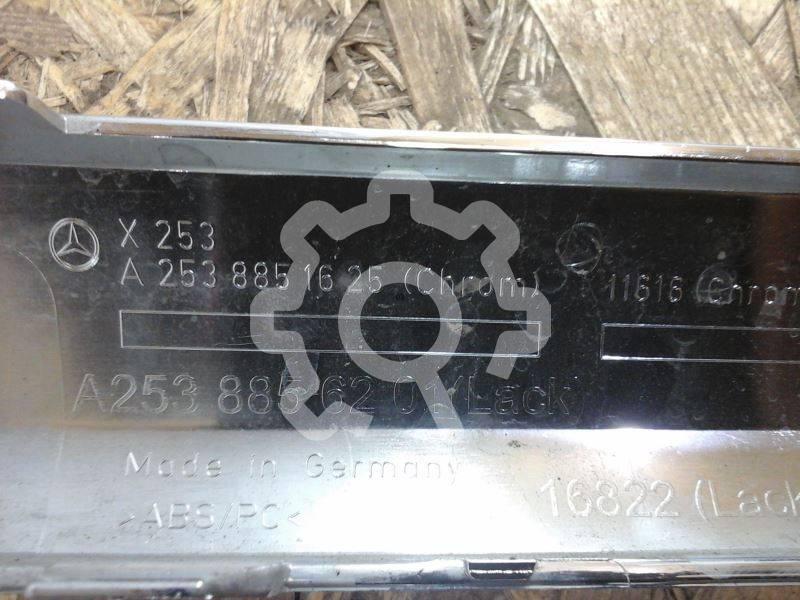 X 253
A 253 885 16 25 (Chrom)
11616 (Chrom
A253 885 62 01 (Lack)
Made in Germany
16822 (Lack
>ABS/PC<